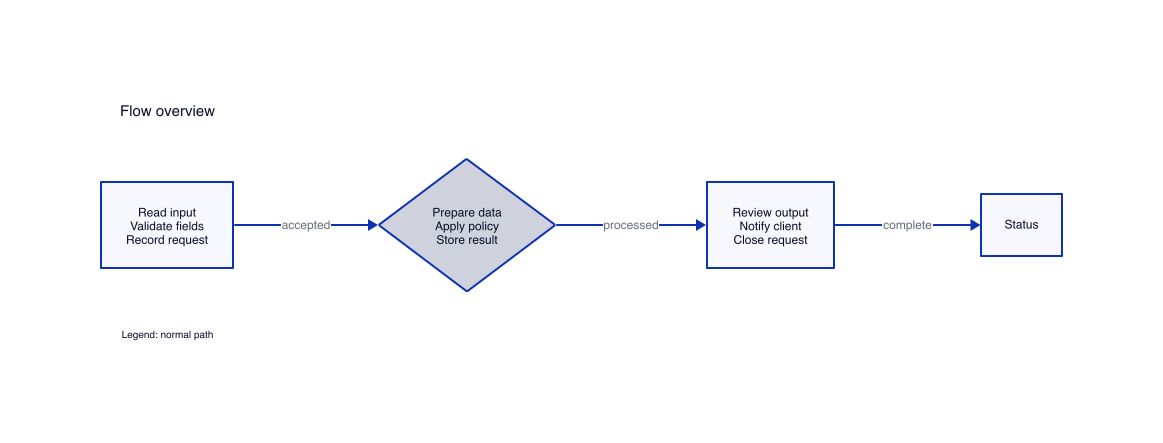 Flow overview
Read input
Validate fields
Record request
accepted
Prepare data
Apply policy
Store result
processed
Review output
Notify client
Close request
complete
Status
Legend: normal path